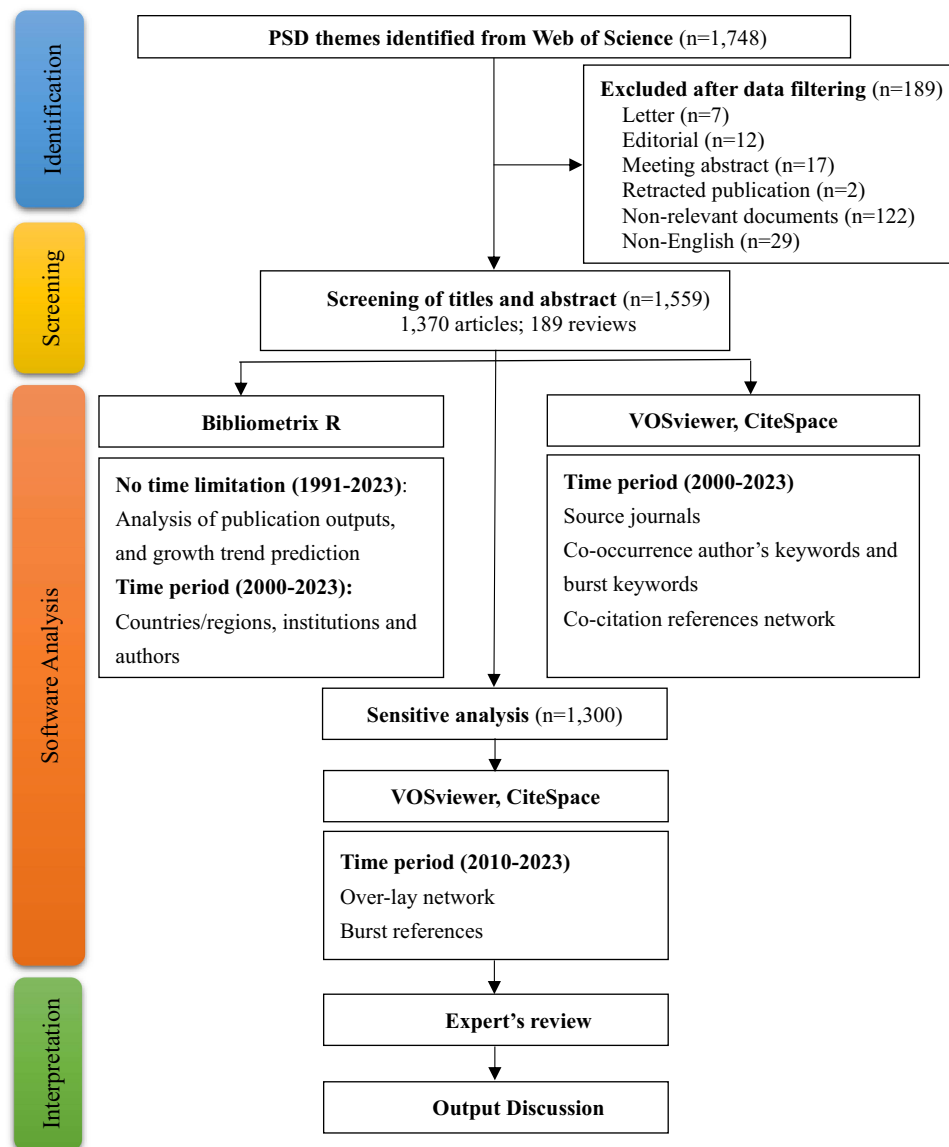 Identification
PSD themes identified from Web of Science (n=1,748)
Excluded after data filtering (n=189)
Letter (n=7)
Editorial (n=12)
Meeting abstract (n=17)
Retracted publication (n=2)
Non-relevant documents (n=122)
Non-English (n=29)
Screening
Screening of titles and abstract (n=1,559)
1,370 articles; 189 reviews
Software Analysis
Bibliometrix R
No time limitation (1991-2023):
Analysis of publication outputs,
and growth trend prediction
Time period (2000-2023):
Countries/regions, institutions and
authors
VOSviewer, CiteSpace
Time period (2000-2023)
Source journals
Co-occurrence author’s keywords and
burst keywords
Co-citation references network
Sensitive analysis (n=1,300)
VOSviewer, CiteSpace
Time period (2010-2023)
Over-lay network
Burst references
Interpretation
Expert’s review
Output Discussion